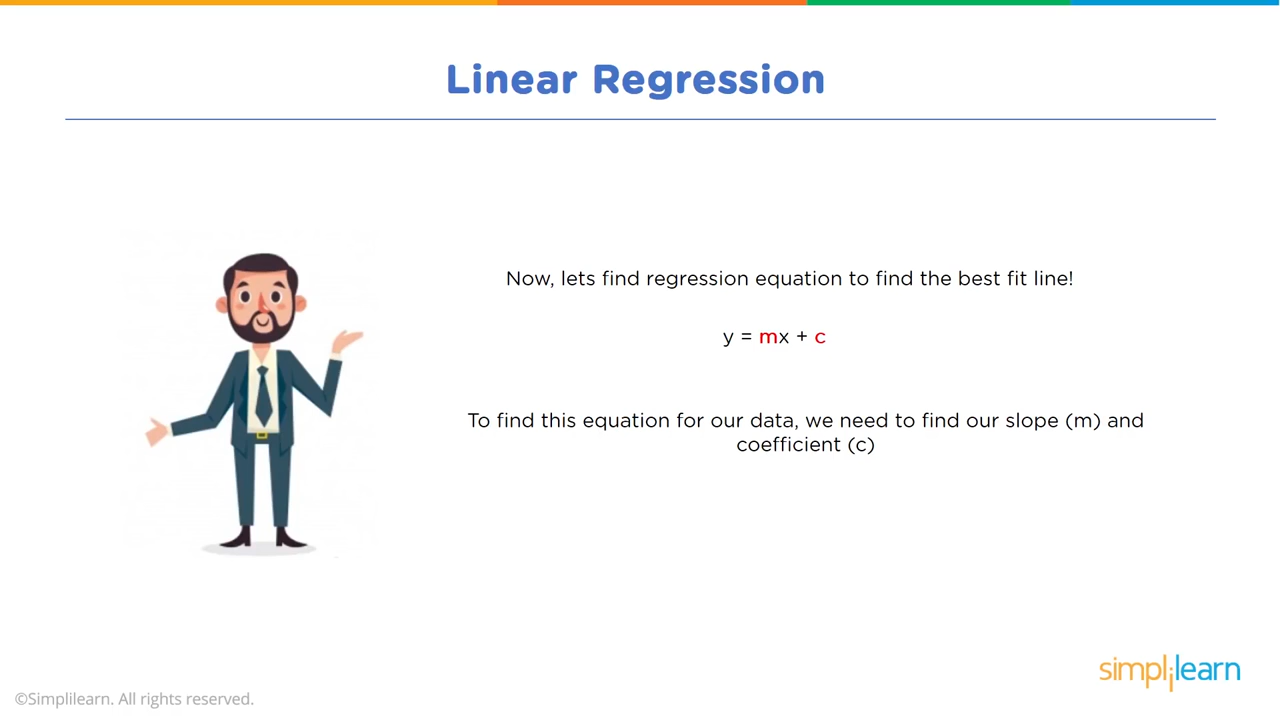 Linear Regression
Now, lets find regression equation to find the best fit line!
y = mx + c
To find this equation for our data, we need to find our slope (m) and
coefficient (c)
simplilearn
©Simplilearn. All rights reserved.